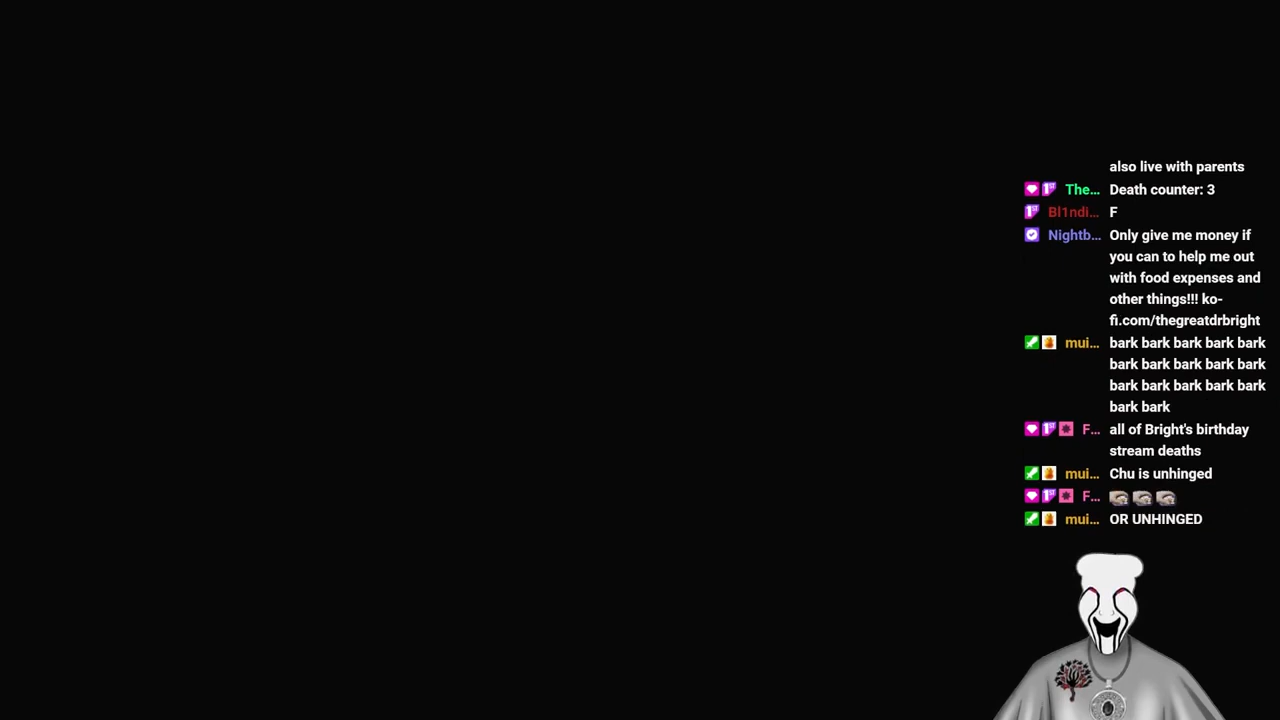 also live with parents
The... Death counter: 3
Bl1ndi... F
Nightb... Only give me money if
you can to help me out
with food expenses and
other things!!! ko-
fi.com/thegreatdrbright
mui... bark bark bark bark bark
bark bark bark bark bark
bark bark bark bark bark
bark bark
F... all of Bright's birthday
stream deaths
mui... Chu is unhinged
F...
mui... OR UNHINGED